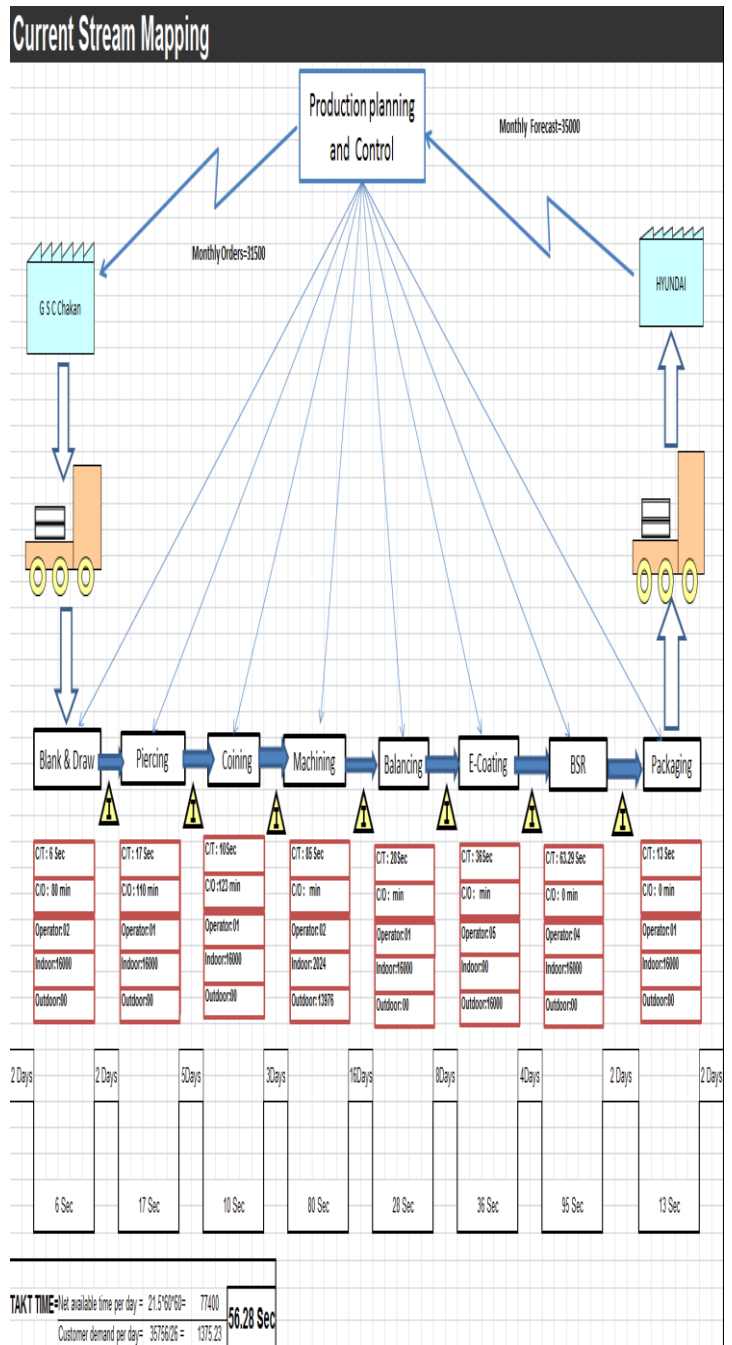 Current Stream Mapping
Production planning
and Control
Monthly Forecast=35000
Monthly Orders=31500
G S C Chakan
HYUNDAI
Blank & Draw
Piercing
Coining
Machining
Balancing
E-Coating
BSR
Packaging
C/T : 6 Sec
C/O : 80 min
Operator:02
Indoor:16000
Outdoor:00
C/T : 17 Sec
C/O : 110 min
Operator:01
Indoor:16000
Outdoor:00
C/T : 10Sec
C/O :123 min
Operator:01
Indoor:16000
Outdoor:00
C/T : 85 Sec
C/O : min
Operator:02
Indoor:2024
Outdoor: 13976
C/T : 28Sec
C/O : min
Operator:01
Indoor:16000
Outdoor:00
C/T : 36Sec
C/O : min
Operator:05
Indoor:00
Outdoor:16000
C/T : 63.29 Sec
C/O : 0 min
Operator:04
Indoor:16000
Outdoor:00
C/T : 13 Sec
C/O : 0 min
Operator:01
Indoor:16000
Outdoor:00
2 Days 2 Days 5Days 3Days 16Days 8Days 4Days 2 Days 2 Days
6 Sec 17 Sec 10 Sec 80 Sec 28 Sec 36 Sec 95 Sec 13 Sec
TAKT TIME= Net available time per day = 21.5*60*60= 77400
Customer demand per day= 35756/26 = 1375.23
56.28 Sec